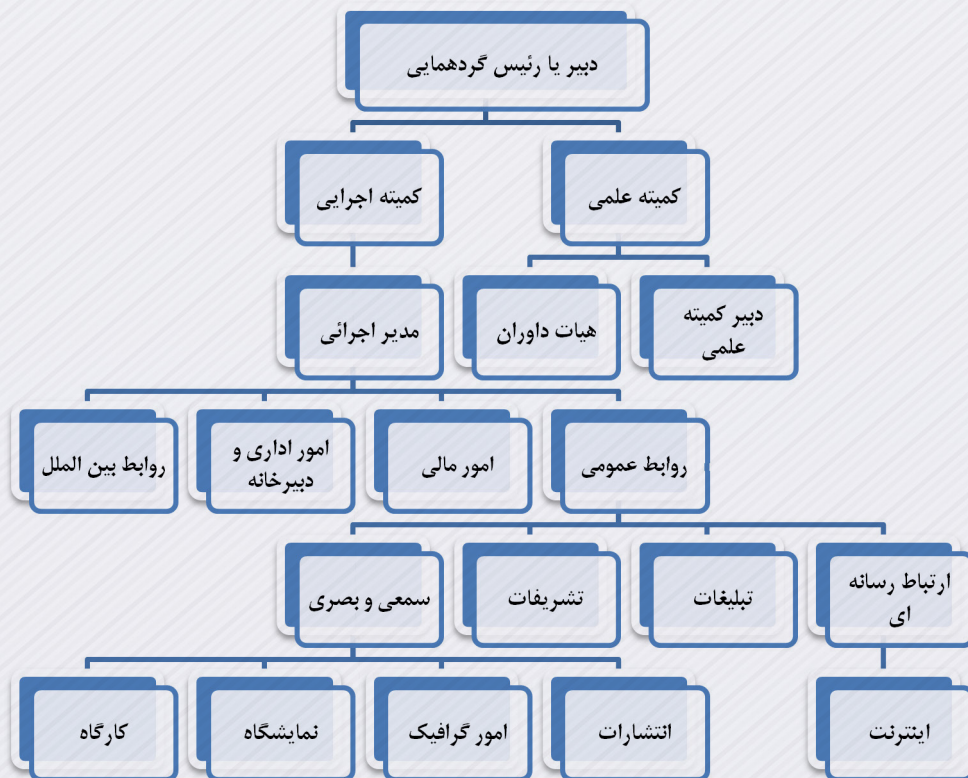 دبیر یا رئیس گردهمایی
کمیته علمی
کمیته اجرایی
دبیر کمیته
علمی
هیات داوران
مدیر اجرائی
روابط عمومی
امور مالی
امور اداری و
دبیرخانه
روابط بین الملل
ارتباط رسانه
ای
تبلیغات
تشریفات
سمعی و بصری
اینترنت
انتشارات
امور گرافیک
نمایشگاه
کارگاه